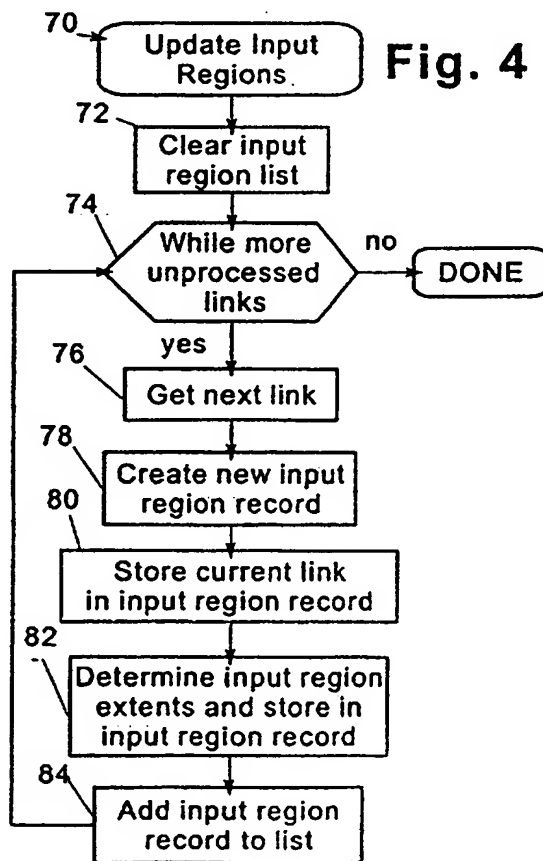 70
Update Input
Regions
Fig. 4
72
Clear input
region list
74
While more
unprocessed
links
no
DONE
yes
76
Get next link
78
Create new input
region record
80
Store current link
in input region record
82
Determine input region
extents and store in
input region record
84
Add input region
record to list